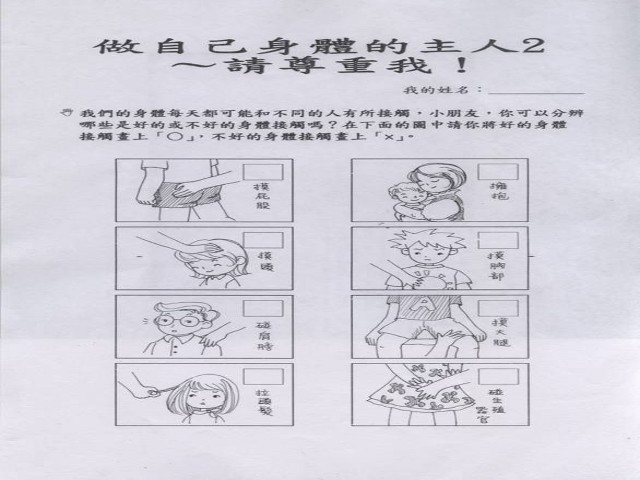 做自己身體的主人2
～請尊重我！
我的姓名：
我們的身體每天都可能和不同的人有所接觸，小朋友，你可以分辨
哪些是好的或不好的身體接觸嗎？在下面的圖中請你將好的身體
接觸畫上「○」，不好的身體接觸畫上「×」。
摸屁股
擁抱
摸頭
摸胸部
碰肩膀
摸大腿
拉頭髮
碰生殖
器官